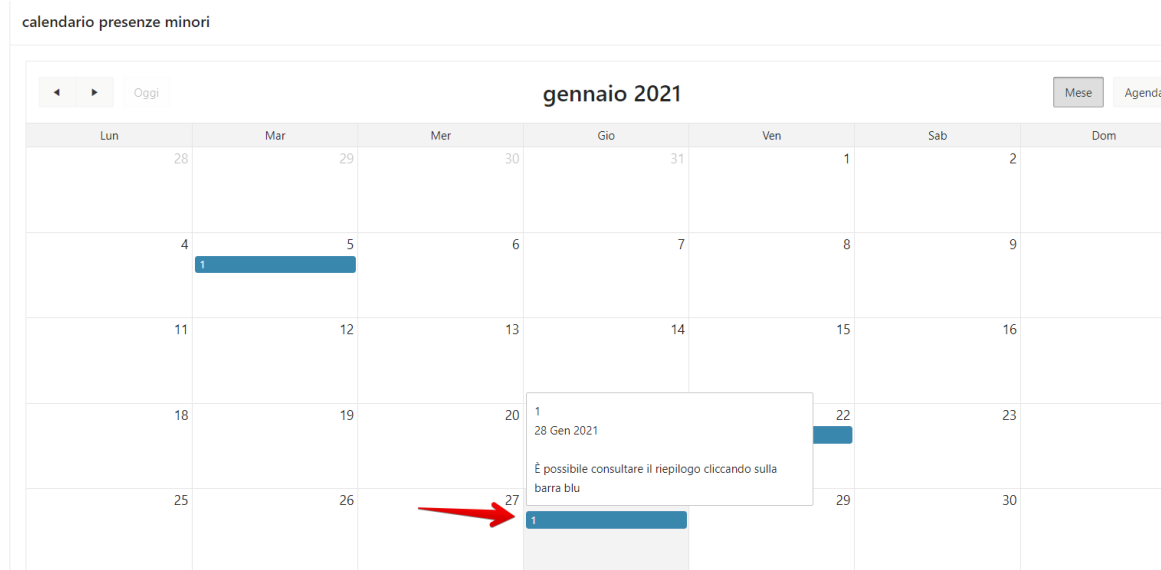 calendario presenze minori
Oggi
gennaio 2021
Mese
Agenda
Lun Mar Mer Gio Ven Sab Dom
28 29 30 31 1 2
4 5 6 7 8 9
1
11 12 13 14 15 16
18 19 20 22 23
1
28 Gen 2021
È possibile consultare il riepilogo cliccando sulla
barra blu
25 26 27 29 30
1